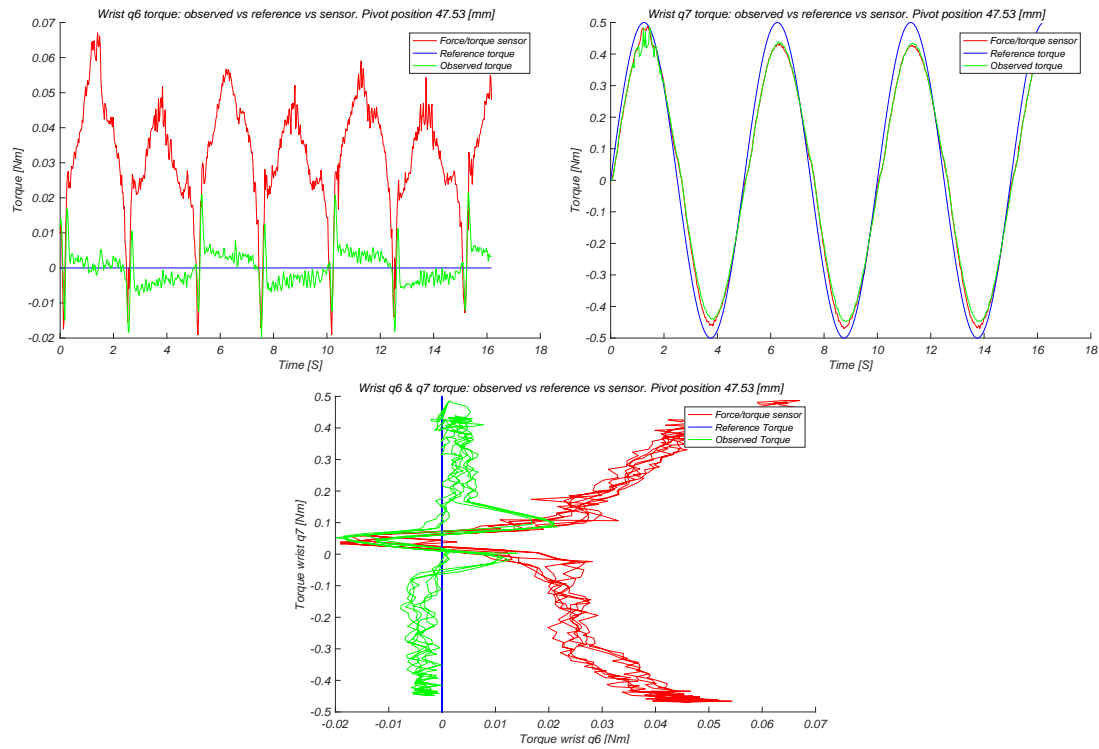 Wrist q6 torque: observed vs reference vs sensor. Pivot position 47.53 [mm]
0.07
0.06
0.05
0.04
0.03
0.02
0.01
0
-0.01
-0.02
Torque [Nm]
Force/torque sensor
Reference torque
Observed torque
0 2 4 6 8 10 12 14 16 18
Time [S]
Wrist q7 torque: observed vs reference vs sensor. Pivot position 47.53 [mm]
0.5
0.4
0.3
0.2
0.1
0
-0.1
-0.2
-0.3
-0.4
-0.5
Torque [Nm]
Force/torque sensor
Reference torque
Observed torque
0 2 4 6 8 10 12 14 16 18
Time [S]
Wrist q6 & q7 torque: observed vs reference vs sensor. Pivot position 47.53 [mm]
0.5
0.4
0.3
0.2
0.1
0
-0.1
-0.2
-0.3
-0.4
-0.5
Torque wrist q7 [Nm]
Force/torque sensor
Reference Torque
Observed Torque
-0.02 -0.01 0 0.01 0.02 0.03 0.04 0.05 0.06 0.07
Torque wrist q6 [Nm]